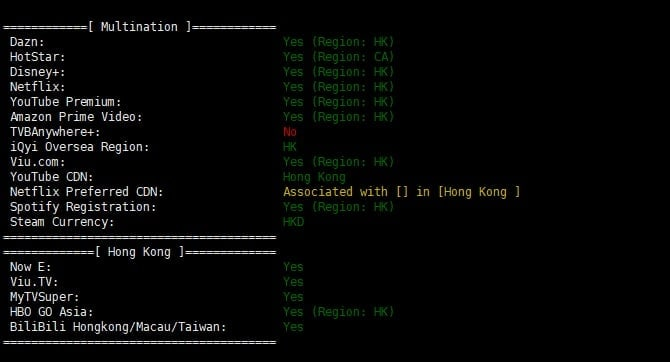 ============[ Multination ]============
Dazn: Yes (Region: HK)
HotStar: Yes (Region: CA)
Disney+: Yes (Region: HK)
Netflix: Yes (Region: HK)
YouTube Premium: Yes (Region: HK)
Amazon Prime Video: Yes (Region: HK)
TVBAnywhere+: No
iQyi Oversea Region: HK
Viu.com: Yes (Region: HK)
YouTube CDN: Hong Kong
Netflix Preferred CDN: Associated with [] in [Hong Kong ]
Spotify Registration: Yes (Region: HK)
Steam Currency: HKD
=======================================
=============[ Hong Kong ]=============
Now E: Yes
Viu.TV: Yes
MyTVSuper: Yes
HBO GO Asia: Yes (Region: HK)
BiliBili Hongkong/Macau/Taiwan: Yes
=======================================